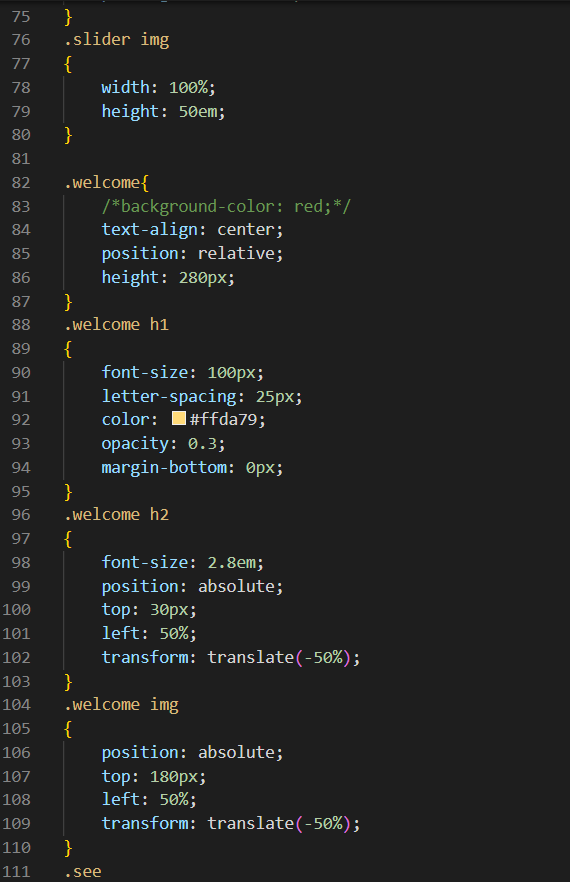 75 }
76 .slider img
77 {
78 width: 100%;
79 height: 50em;
80 }
81
82 .welcome{
83 /*background-color: red;*/
84 text-align: center;
85 position: relative;
86 height: 280px;
87 }
88 .welcome h1
89 {
90 font-size: 100px;
91 letter-spacing: 25px;
92 color: #ffda79;
93 opacity: 0.3;
94 margin-bottom: 0px;
95 }
96 .welcome h2
97 {
98 font-size: 2.8em;
99 position: absolute;
100 top: 30px;
101 left: 50%;
102 transform: translate(-50%);
103 }
104 .welcome img
105 {
106 position: absolute;
107 top: 180px;
108 left: 50%;
109 transform: translate(-50%);
110 }
111 .see